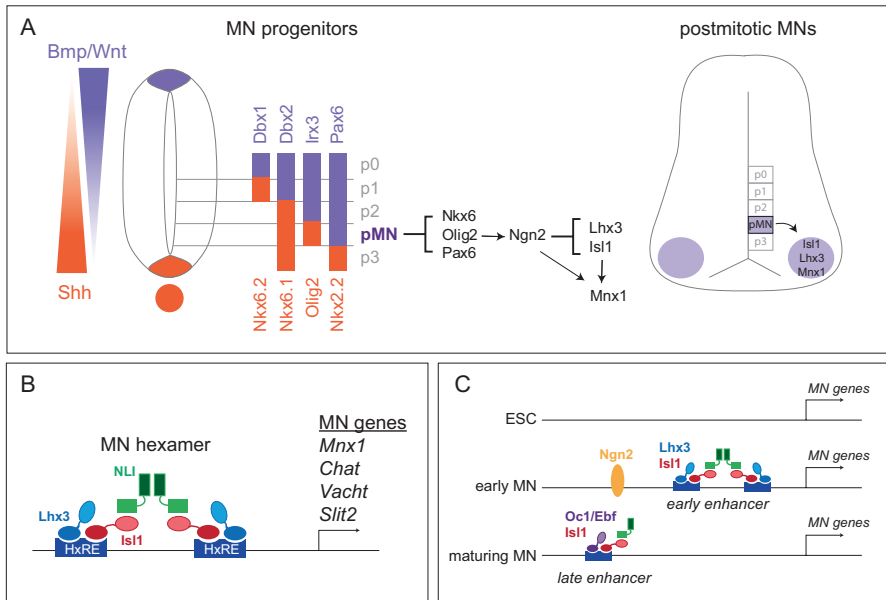 A
MN progenitors
postmitotic MNs
Bmp/Wnt
Shh
Dbx1
Dbx2
Irx3
Pax6
p0
p1
p2
pMN
p3
Nkx6.2
Nkx6.1
Olig2
Nkx2.2
Nkx6
Olig2
Pax6
Ngn2
Lhx3
Isl1
Mnx1
p0
p1
p2
pMN
p3
Isl1
Lhx3
Mnx1
B
MN hexamer
NLI
Lhx3
Isl1
HxRE
HxRE
MN genes
Mnx1
Chat
Vacht
Slit2
C
MN genes
ESC
Ngn2
Lhx3
Isl1
MN genes
early MN
early enhancer
Oc1/Ebf
Isl1
MN genes
maturing MN
late enhancer